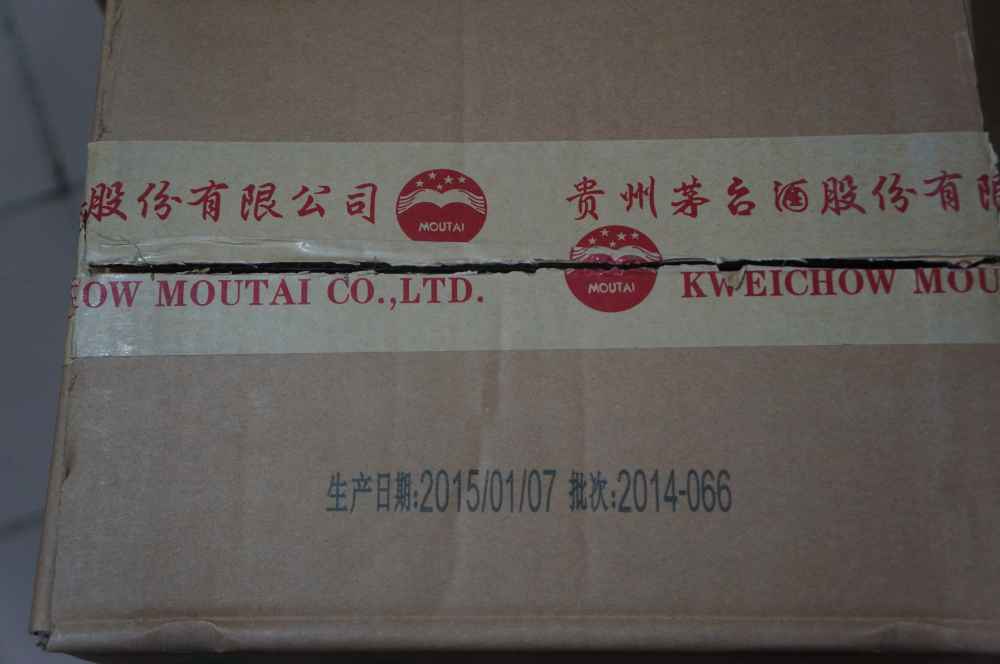 股份有限公司 MOUTAI 贵州茅台酒股份有限
MOUTAI
OW MOUTAI CO.,LTD. KWEICHOW MOU
生产日期:2015/01/07 批次:2014-066